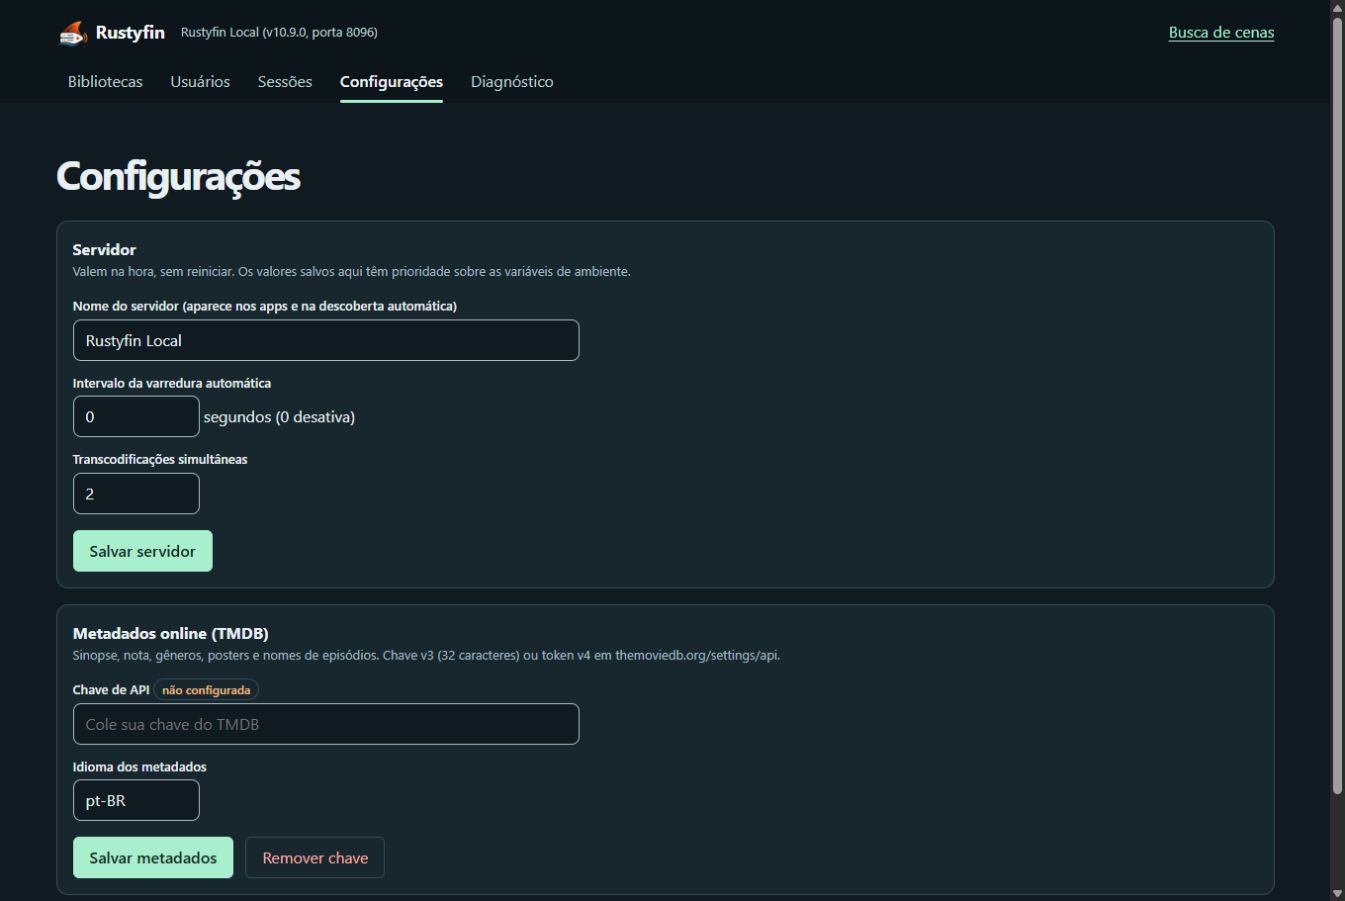 Rustyfin
Rustyfin Local (v10.9.0, porta 8096)
Busca de cenas
Bibliotecas
Usuários
Sessões
Configurações
Diagnóstico
Configurações
Servidor
Valem na hora, sem reiniciar. Os valores salvos aqui têm prioridade sobre as variáveis de ambiente.
Nome do servidor (aparece nos apps e na descoberta automática)
Rustyfin Local
Intervalo da varredura automática
0 segundos (0 desativa)
Transcodificações simultâneas
2
Salvar servidor
Metadados online (TMDB)
Sinopse, nota, gêneros, posters e nomes de episódios. Chave v3 (32 caracteres) ou token v4 em themoviedb.org/settings/api.
Chave de API não configurada
Cole sua chave do TMDB
Idioma dos metadados
pt-BR
Salvar metadados
Remover chave